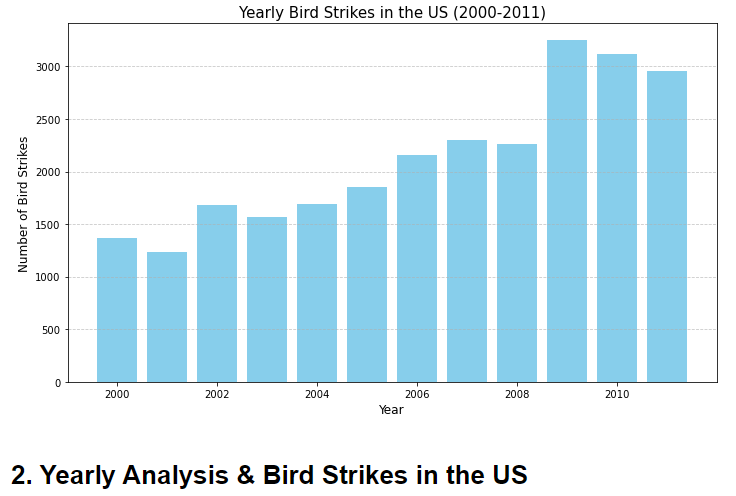 Yearly Bird Strikes in the US (2000-2011)
Number of Bird Strikes
3000
2500
2000
1500
1000
500
0
2000 2002 2004 2006 2008 2010
Year
2. Yearly Analysis & Bird Strikes in the US